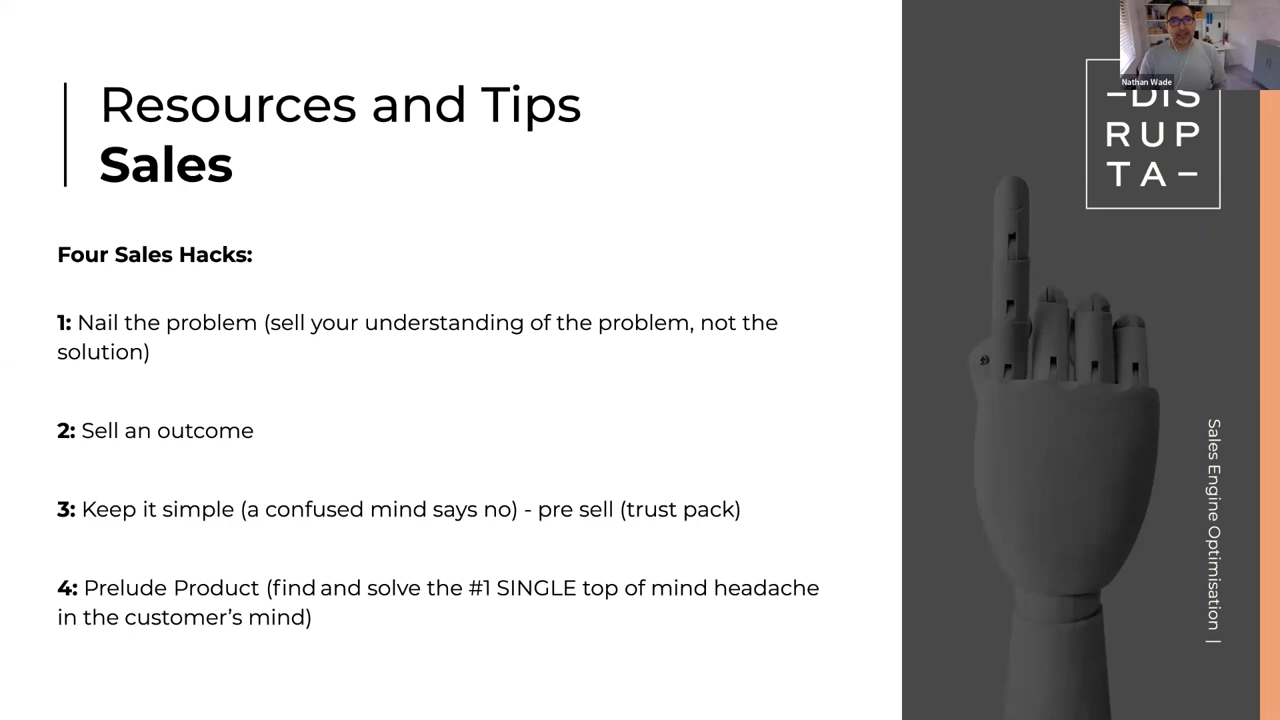 Resources and Tips
Sales
Four Sales Hacks:
1: Nail the problem (sell your understanding of the problem, not the
solution)
2: Sell an outcome
3: Keep it simple (a confused mind says no) - pre sell (trust pack)
4: Prelude Product (find and solve the #1 SINGLE top of mind headache
in the customer’s mind)
Nathan Wade
–DIS
RUP
TA–
Sales Engine Optimisation |